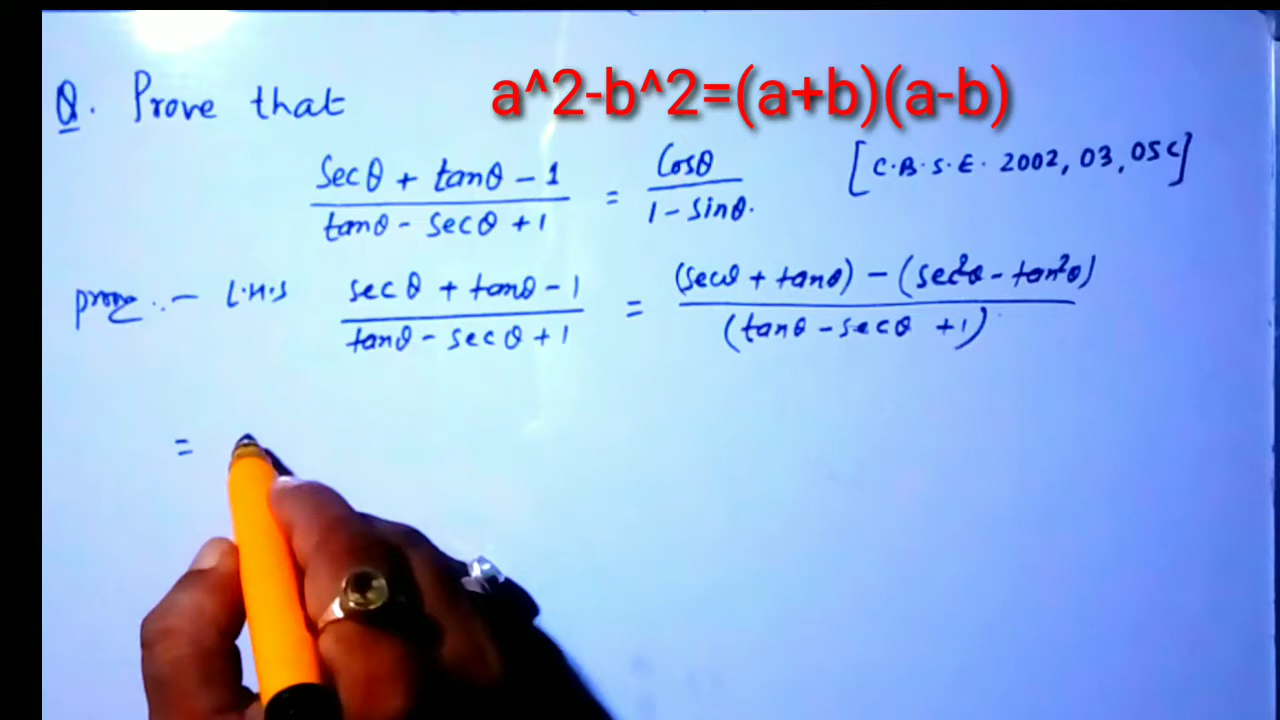 Q. Prove that a^2-b^2=(a+b)(a-b)
secθ + tanθ - 1 / tanθ - secθ + 1 = Cosθ / 1 - sinθ. [C.B.S.E. 2002, 03, 05C]
L.H.S secθ + tanθ - 1 / tanθ - secθ + 1 = (secθ + tanθ) - (sec²θ - tan²θ) / (tanθ - secθ + 1)
=